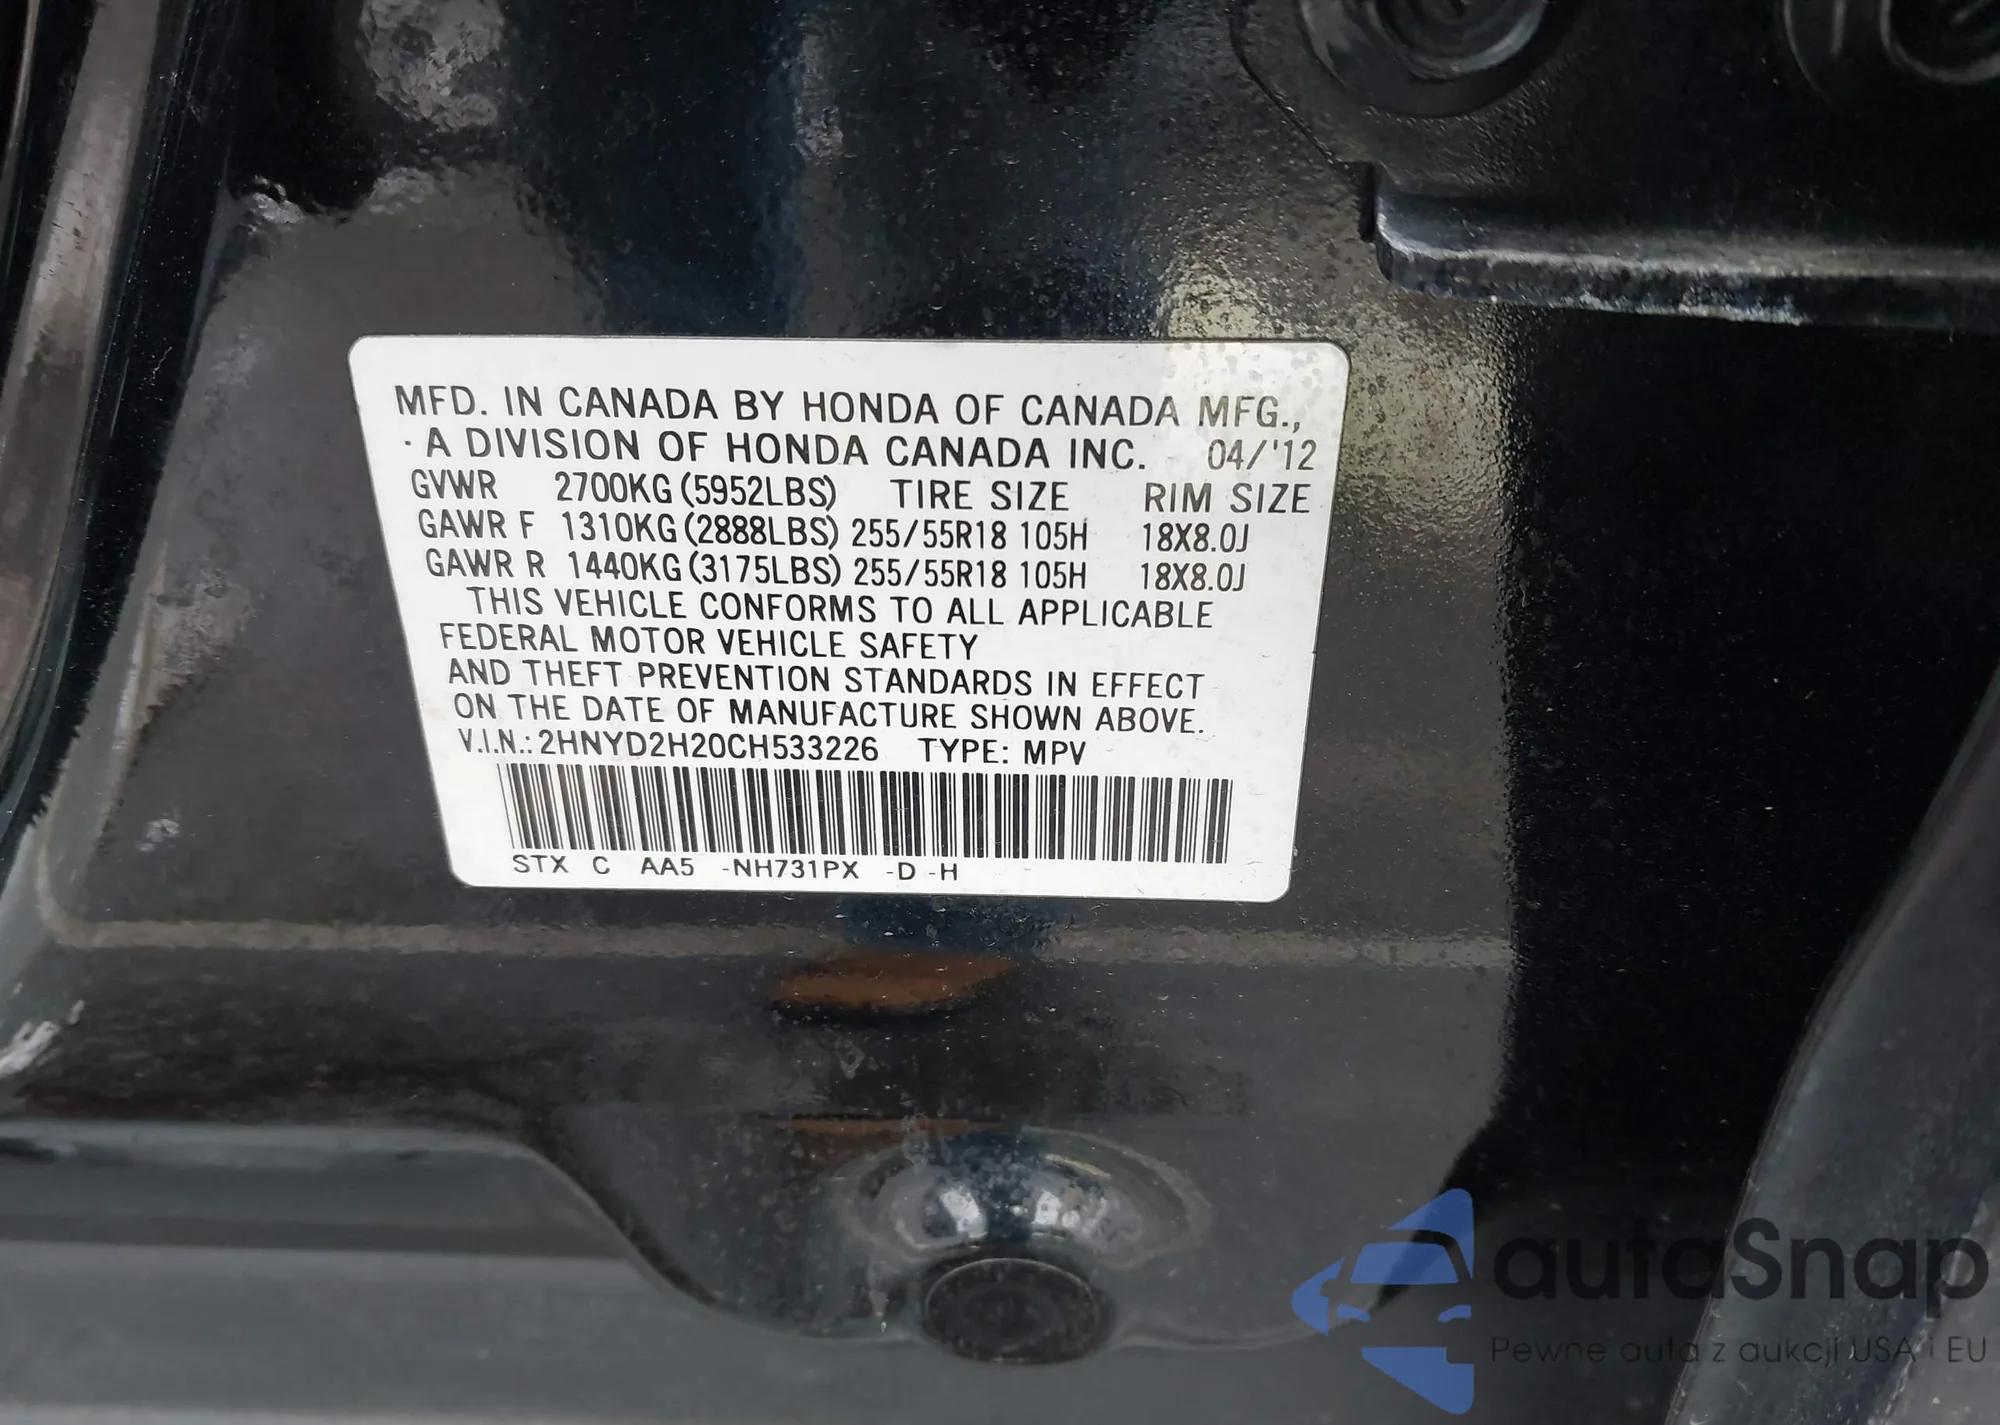 MFD. IN CANADA BY HONDA OF CANADA MFG.,
· A DIVISION OF HONDA CANADA INC. 04/'12
GVWR 2700KG (5952LBS) TIRE SIZE RIM SIZE
GAWR F 1310KG (2888LBS) 255/55R18 105H 18X8.0J
GAWR R 1440KG (3175LBS) 255/55R18 105H 18X8.0J
THIS VEHICLE CONFORMS TO ALL APPLICABLE
FEDERAL MOTOR VEHICLE SAFETY
AND THEFT PREVENTION STANDARDS IN EFFECT
ON THE DATE OF MANUFACTURE SHOWN ABOVE.
V.I.N.: 2HNYD2H20CH533226 TYPE: MPV
STX C AA5 -NH731PX -D -H
autaSnap
Pewne auta z aukcji USA i EU